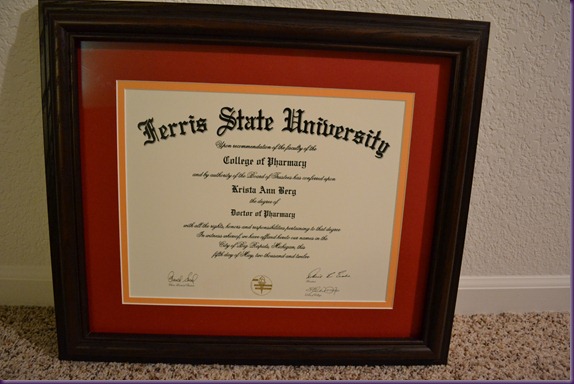 Ferris State University
Upon recommendation of the faculty of the
College of Pharmacy
and by authority of the Board of Trustees has conferred upon
Krista Ann Berg
the degree of
Doctor of Pharmacy
with all the rights, honors and responsibilities pertaining to that degree
In witness whereof, we have affixed hereto our names in the
City of Big Rapids, Michigan, this
fifth day of May, two thousand and twelve